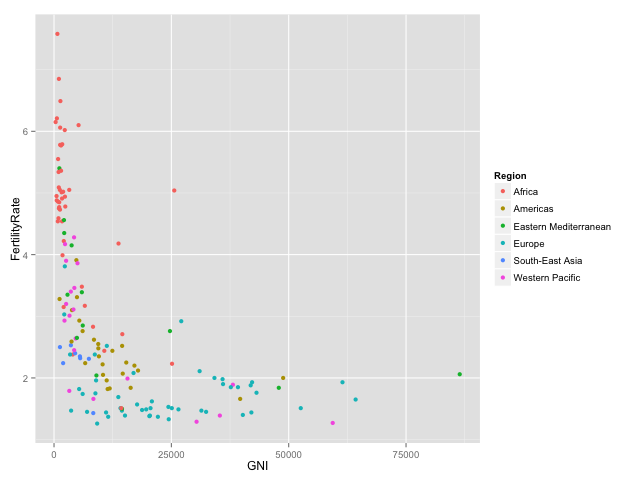 FertilityRate
6
4
2
0
25000
50000
75000
GNI
Region
Africa
Americas
Eastern Mediterranean
Europe
South-East Asia
Western Pacific